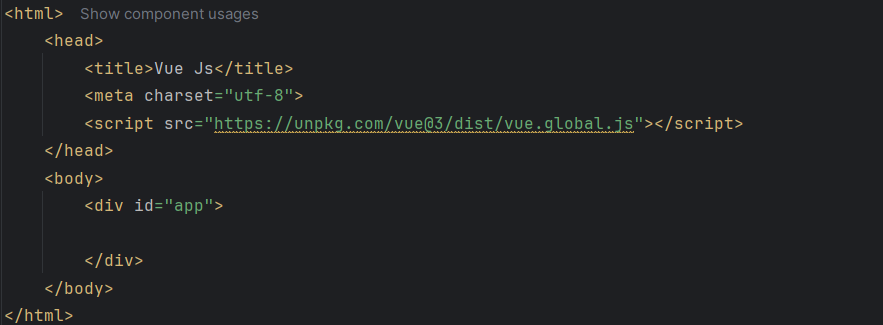 <html> Show component usages
<head>
<title>Vue Js</title>
<meta charset="utf-8">
<script src="https://unpkg.com/vue@3/dist/vue.global.js"></script>
</head>
<body>
<div id="app">
</div>
</body>
</html>